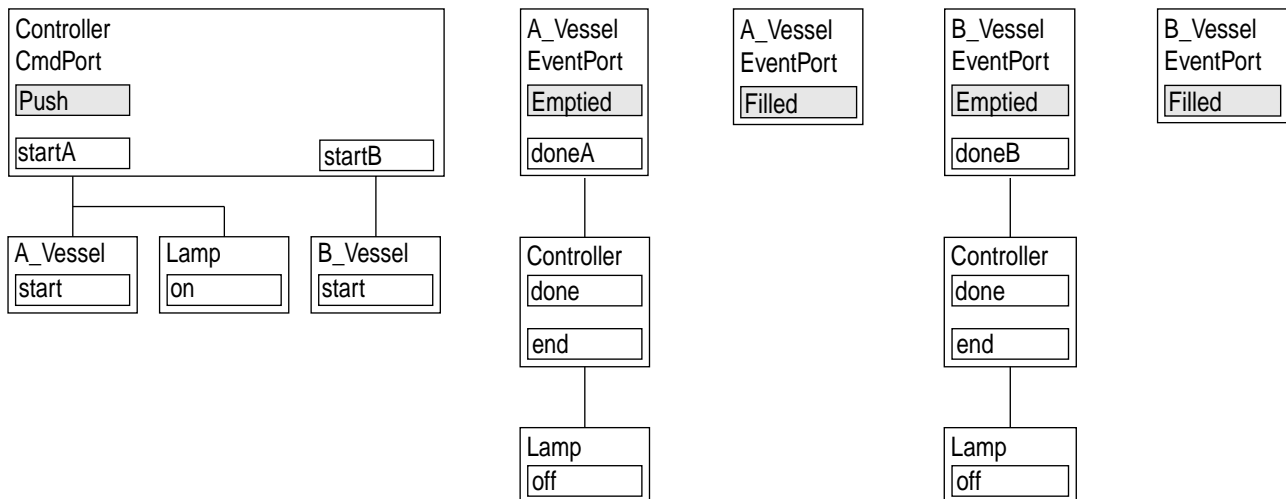 Controller
CmdPort
Push
startA
startB
A_Vessel
start
Lamp
on
B_Vessel
start
A_Vessel
EventPort
Emptied
doneA
Controller
done
end
Lamp
off
A_Vessel
EventPort
Filled
B_Vessel
EventPort
Emptied
doneB
Controller
done
end
Lamp
off
B_Vessel
EventPort
Filled